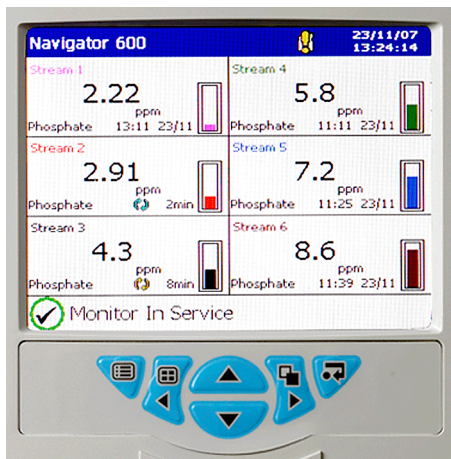 Navigator 600
23/11/07
13:24:14
Stream 1
2.22
ppm
Phosphate 13:11 23/11
Stream 4
5.8
ppm
Phosphate 11:11 23/11
Stream 2
2.91
ppm
Phosphate 2min
Stream 5
7.2
ppm
Phosphate 11:25 23/11
Stream 3
4.3
ppm
Phosphate 8min
Stream 6
8.6
ppm
Phosphate 11:39 23/11
Monitor In Service